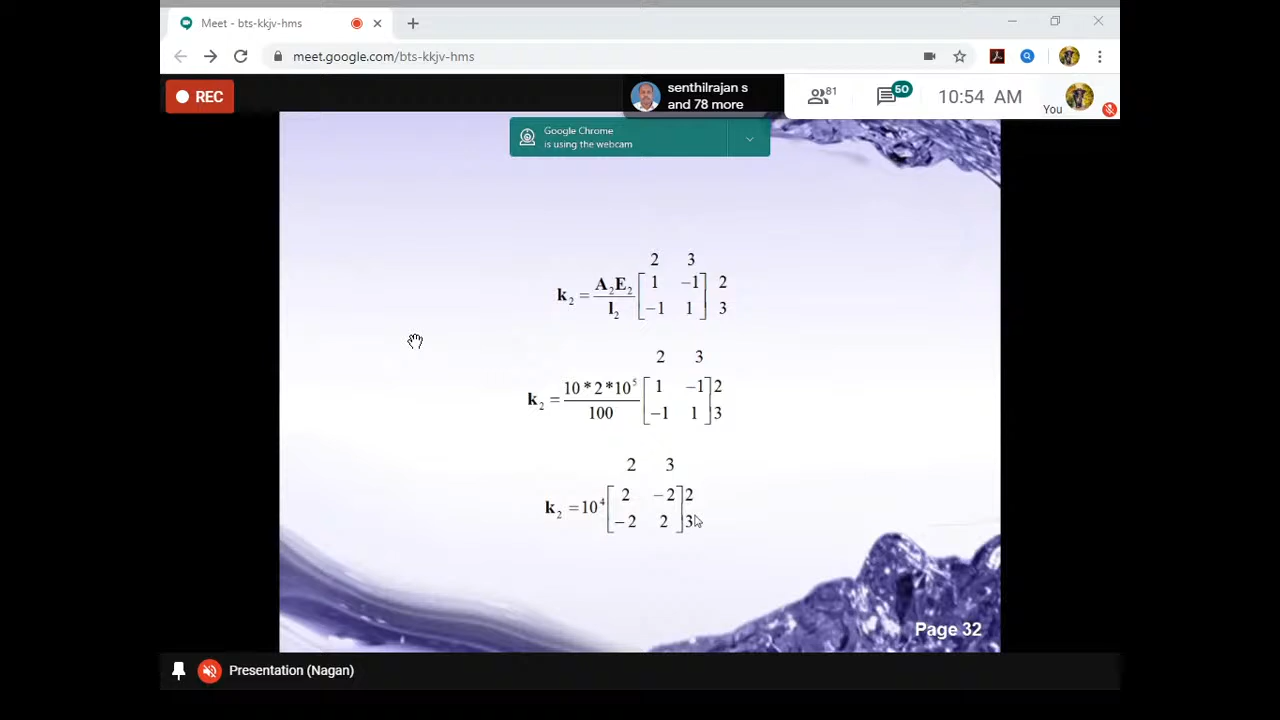 Meet - bts-kkjv-hms
meet.google.com/bts-kkjv-hms
REC
senthilrajan s
and 78 more
81
50
10:54 AM
You
Google Chrome
is using the webcam
2 3
k₂ = A₂E₂ / l₂ [1 −1] 2
[−1 1] 3
2 3
k₂ = 10 * 2 * 10⁵ / 100 [1 −1] 2
[−1 1] 3
2 3
k₂ = 10⁴ [2 −2] 2
[−2 2] 3
Page 32
Presentation (Nagan)